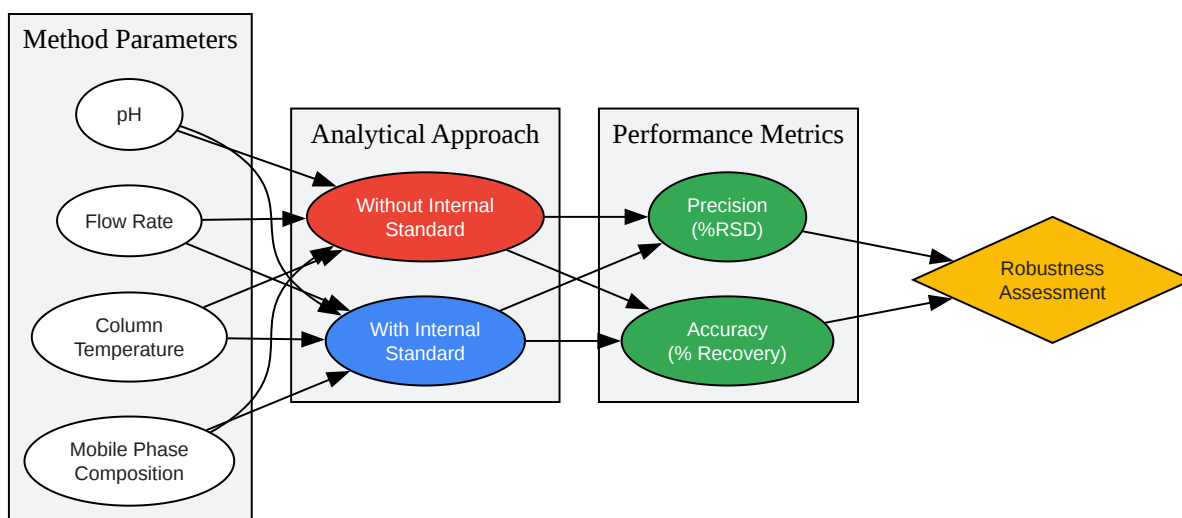 Method Parameters
pH
Flow Rate
Column
Temperature
Mobile Phase
Composition
Analytical Approach
Without Internal
Standard
With Internal
Standard
Performance Metrics
Precision
(%RSD)
Accuracy
(% Recovery)
Robustness
Assessment